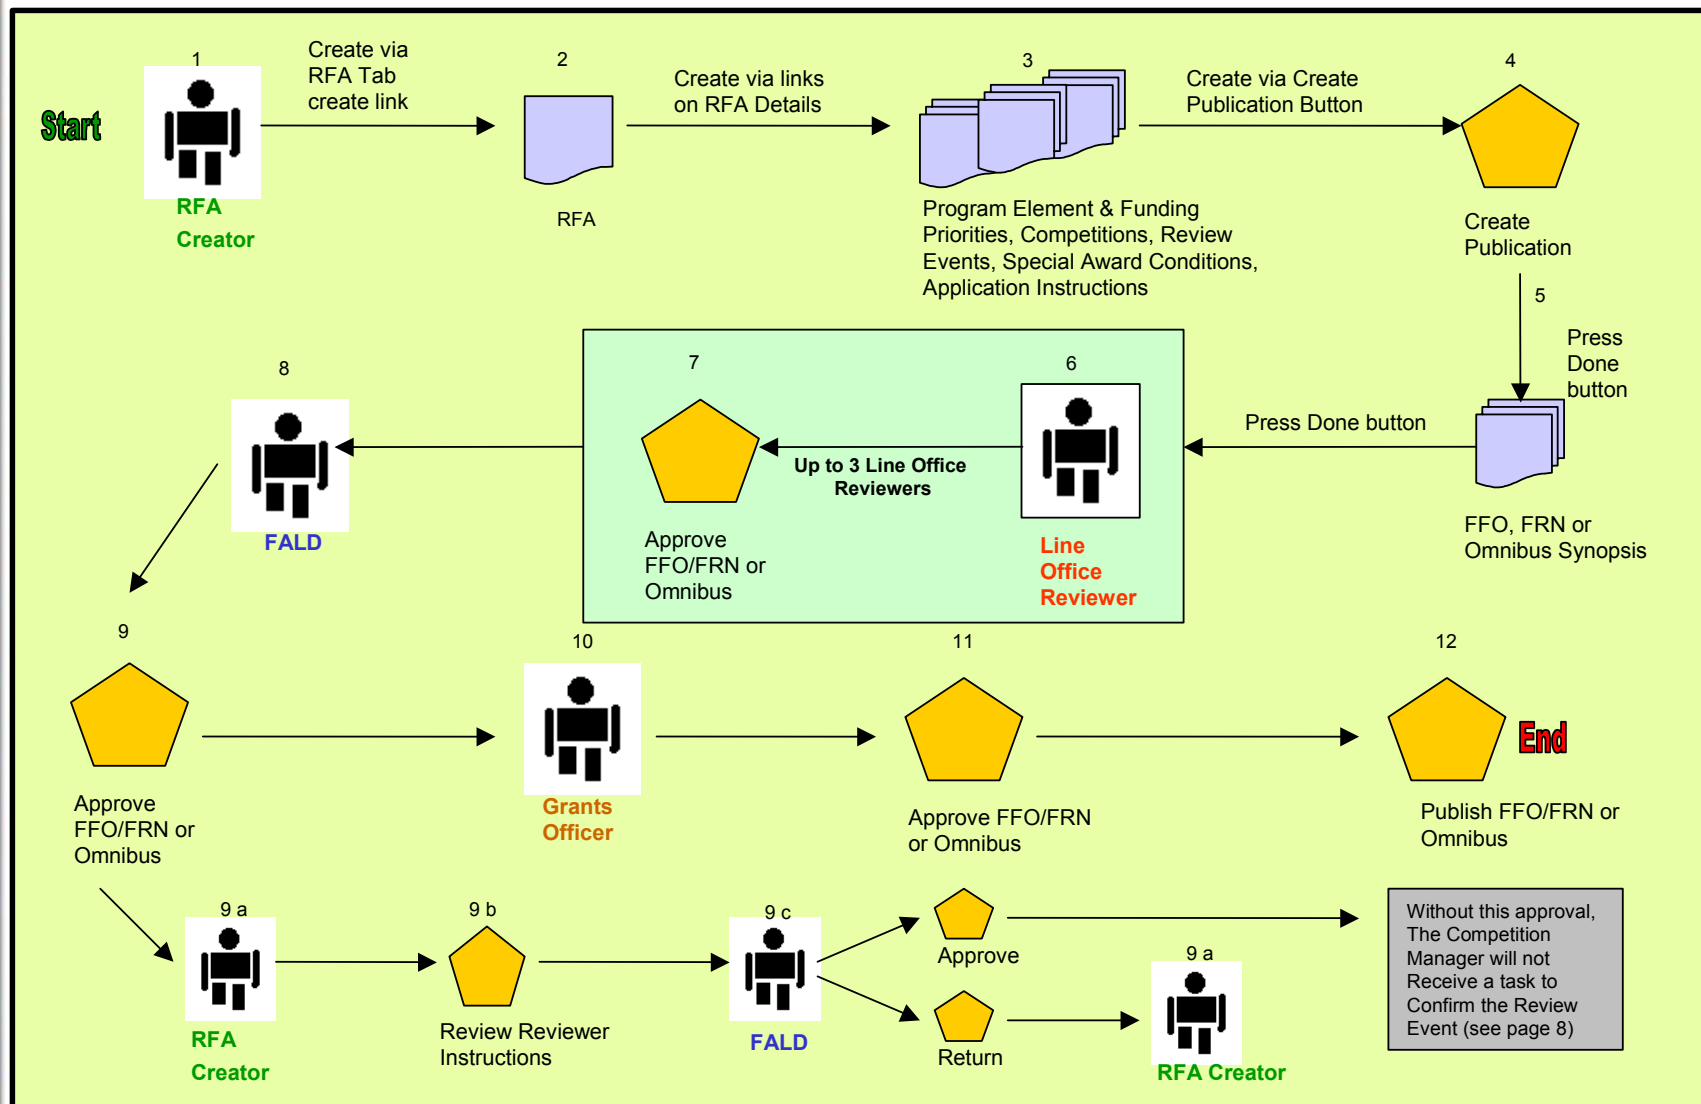 Start
1
RFA
Creator
Create via
RFA Tab
create link
2
RFA
Create via links
on RFA Details
3
Program Element & Funding
Priorities, Competitions, Review
Events, Special Award Conditions,
Application Instructions
Create via Create
Publication Button
4
Create
Publication
5
Press
Done
button
FFO, FRN or
Omnibus Synopsis
Press Done button
6
Line
Office
Reviewer
Up to 3 Line Office
Reviewers
7
Approve
FFO/FRN or
Omnibus
8
FALD
9
Approve
FFO/FRN or
Omnibus
10
Grants
Officer
11
Approve FFO/FRN
or Omnibus
12
End
Publish FFO/FRN or
Omnibus
9 a
RFA
Creator
9 b
Review Reviewer
Instructions
9 c
FALD
Approve
Return
9 a
RFA Creator
Without this approval,
The Competition
Manager will not
Receive a task to
Confirm the Review
Event (see page 8)